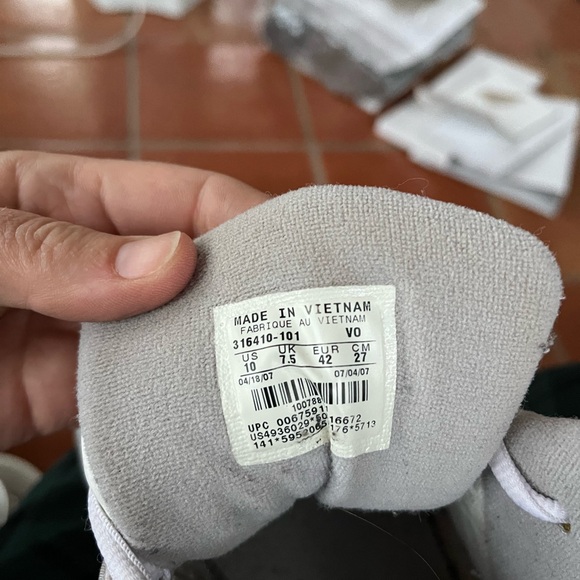 MADE IN VIETNAM
FABRIQUE AU VIETNAM
316410-101 VO
US UK EUR CM
10 7.5 42 27
04/18/07 07/04/07
100788
UPC